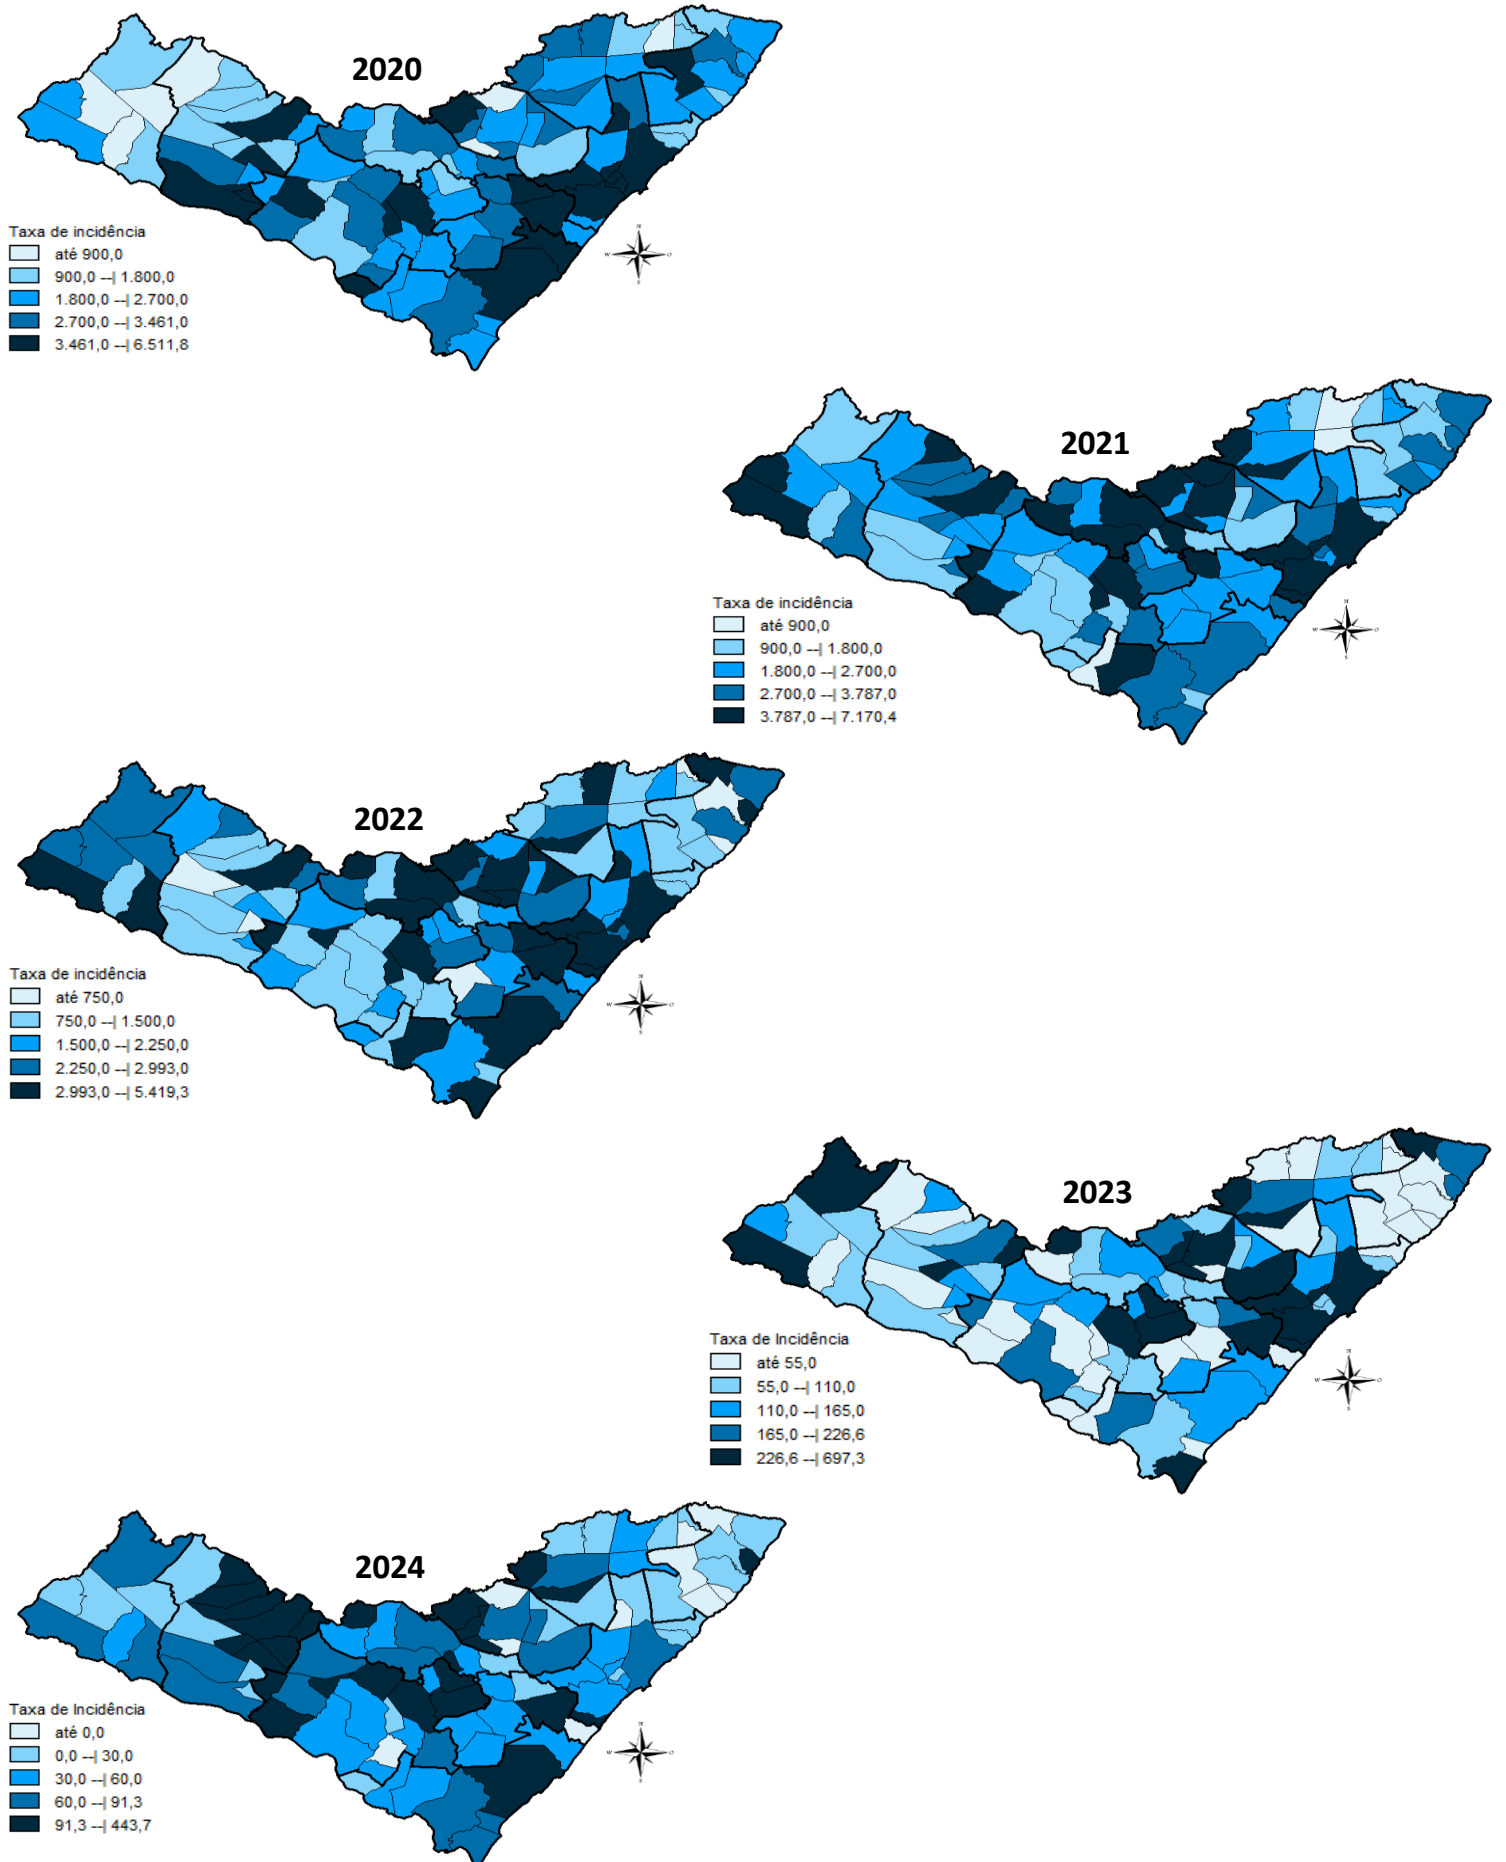 2020
Taxa de incidência
até 900,0
900,0 --| 1.800,0
1.800,0 --| 2.700,0
2.700,0 --| 3.461,0
3.461,0 --| 6.511,8
2021
Taxa de incidência
até 900,0
900,0 --| 1.800,0
1.800,0 --| 2.700,0
2.700,0 --| 3.787,0
3.787,0 --| 7.170,4
2022
Taxa de incidência
até 750,0
750,0 --| 1.500,0
1.500,0 --| 2.250,0
2.250,0 --| 2.993,0
2.993,0 --| 5.419,3
2023
Taxa de Incidência
até 55,0
55,0 --| 110,0
110,0 --| 165,0
165,0 --| 226,6
226,6 --| 697,3
2024
Taxa de Incidência
até 0,0
0,0 --| 30,0
30,0 --| 60,0
60,0 --| 91,3
91,3 --| 443,7